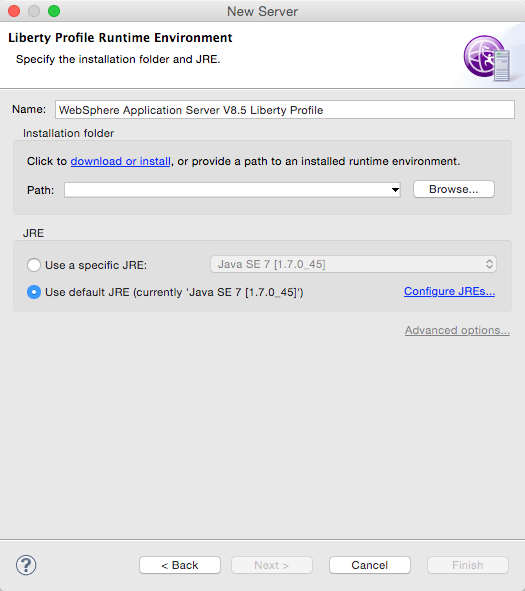 New Server
Liberty Profile Runtime Environment
Specify the installation folder and JRE.
Name: WebSphere Application Server V8.5 Liberty Profile
Installation folder
Click to download or install, or provide a path to an installed runtime environment.
Path: Browse...
JRE
Use a specific JRE: Java SE 7 [1.7.0_45]
Use default JRE (currently 'Java SE 7 [1.7.0_45]') Configure JREs...
Advanced options...
? < Back Next > Cancel Finish